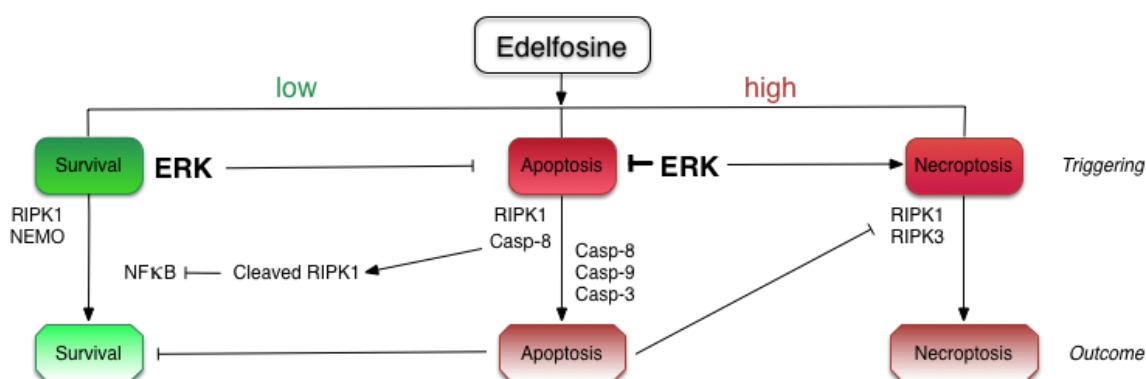 Edelfosine
low
high
Survival
ERK
Apoptosis
ERK
Necroptosis
Triggering
RIPK1
NEMO
RIPK1
Casp-8
RIPK1
RIPK3
Casp-8
Casp-9
Casp-3
NFκB
Cleaved RIPK1
Survival
Apoptosis
Necroptosis
Outcome